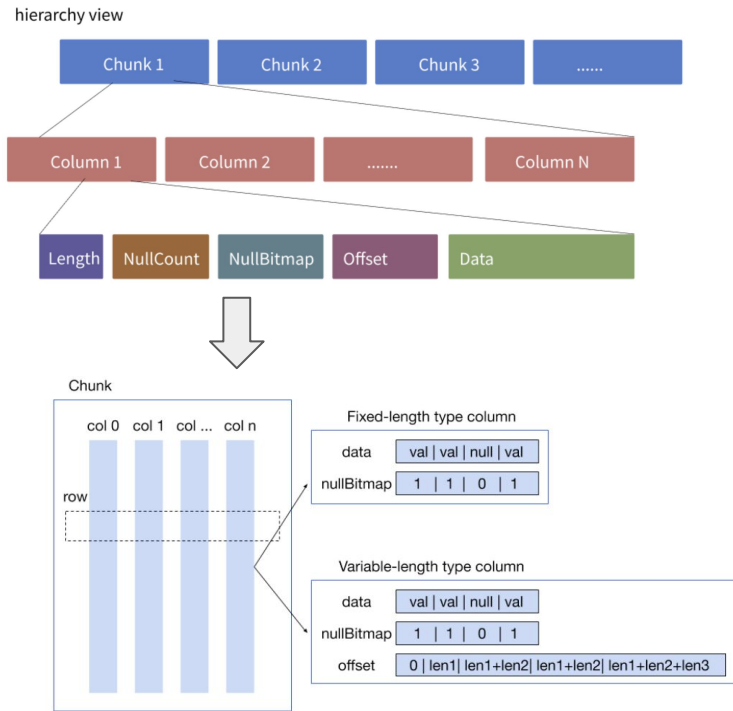 hierarchy view
Chunk 1 Chunk 2 Chunk 3 ......
Column 1 Column 2 ....... Column N
Length NullCount NullBitmap Offset Data
Chunk
col 0 col 1 col ... col n
row
Fixed-length type column
data val | val | null | val
nullBitmap 1 | 1 | 0 | 1
Variable-length type column
data val | val | null | val
nullBitmap 1 | 1 | 0 | 1
offset 0 | len1| len1+len2| len1+len2| len1+len2+len3